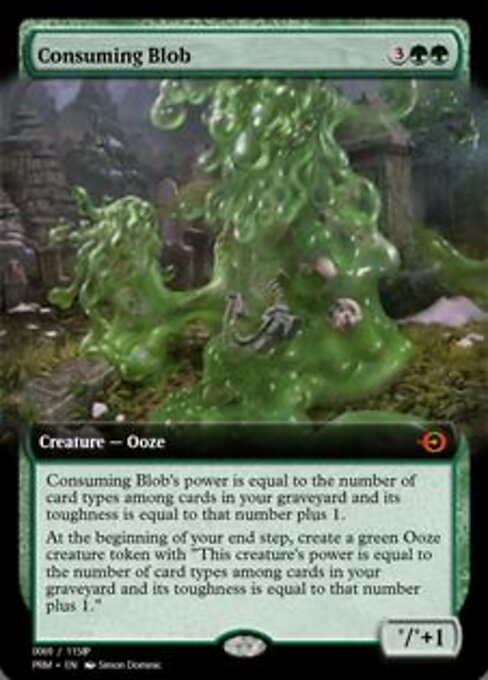 Consuming Blob 3
Creature — Ooze
Consuming Blob's power is equal to the number of
card types among cards in your graveyard and its
toughness is equal to that number plus 1.
At the beginning of your end step, create a green Ooze
creature token with "This creature's power is equal to
the number of card types among cards in your
graveyard and its toughness is equal to that number
plus 1."
*/*+1
PRM • EN Simon Dominic